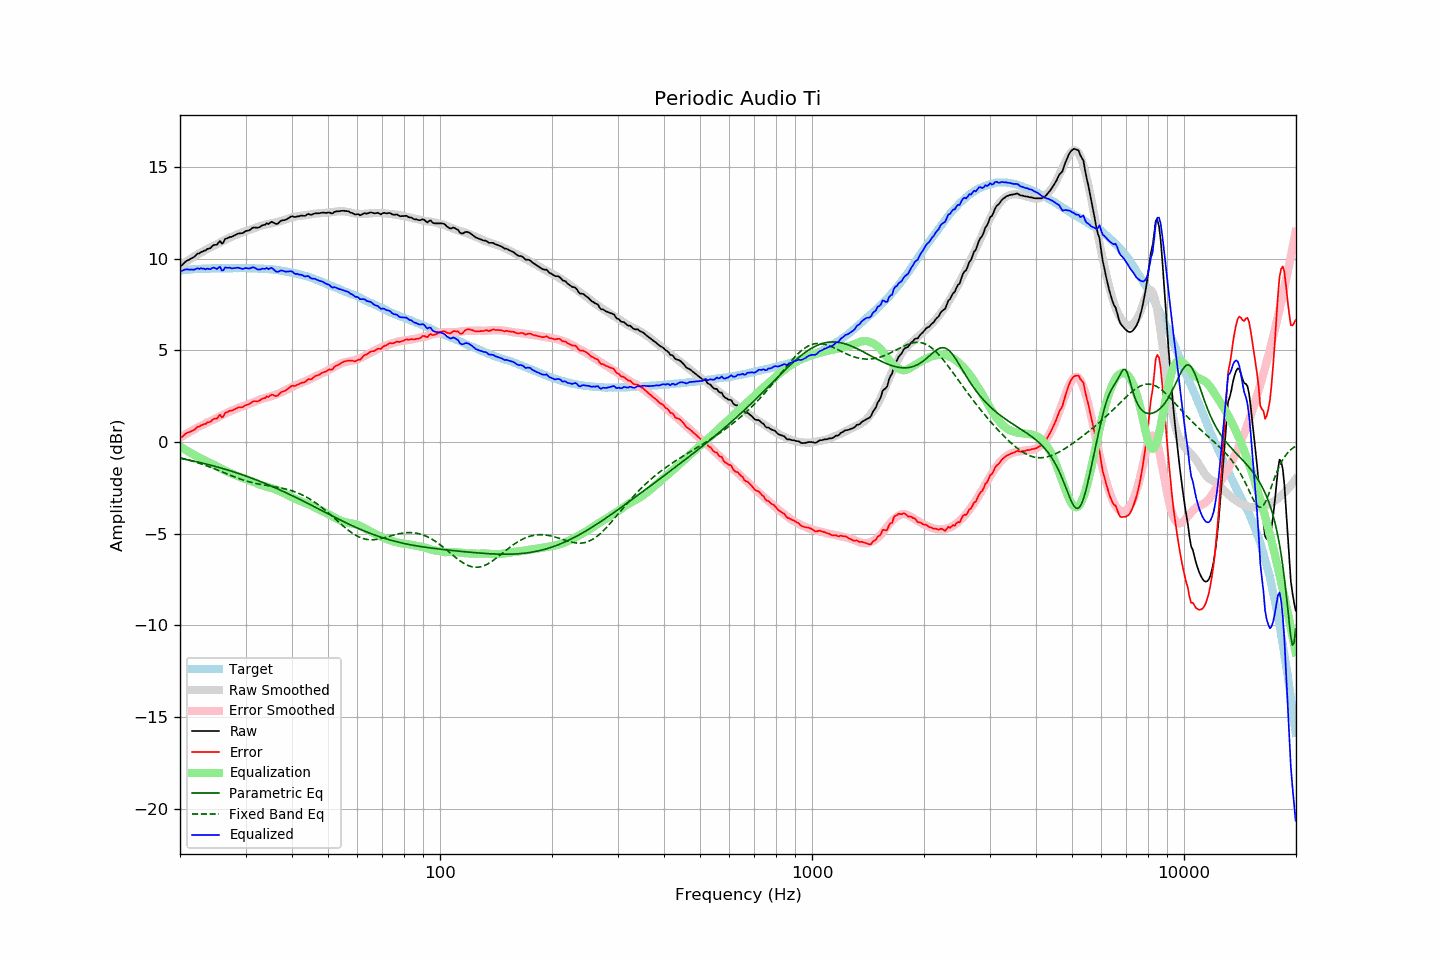 Periodic Audio Ti
15
10
5
0
−5
−10
−15
−20
Amplitude (dBr)
Target
Raw Smoothed
Error Smoothed
Raw
Error
Equalization
Parametric Eq
Fixed Band Eq
Equalized
100 1000 10000
Frequency (Hz)